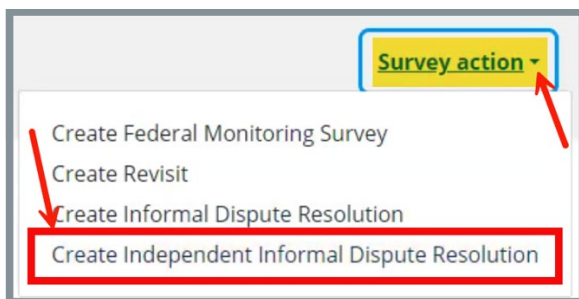 Survey action
Create Federal Monitoring Survey
Create Revisit
Create Informal Dispute Resolution
Create Independent Informal Dispute Resolution